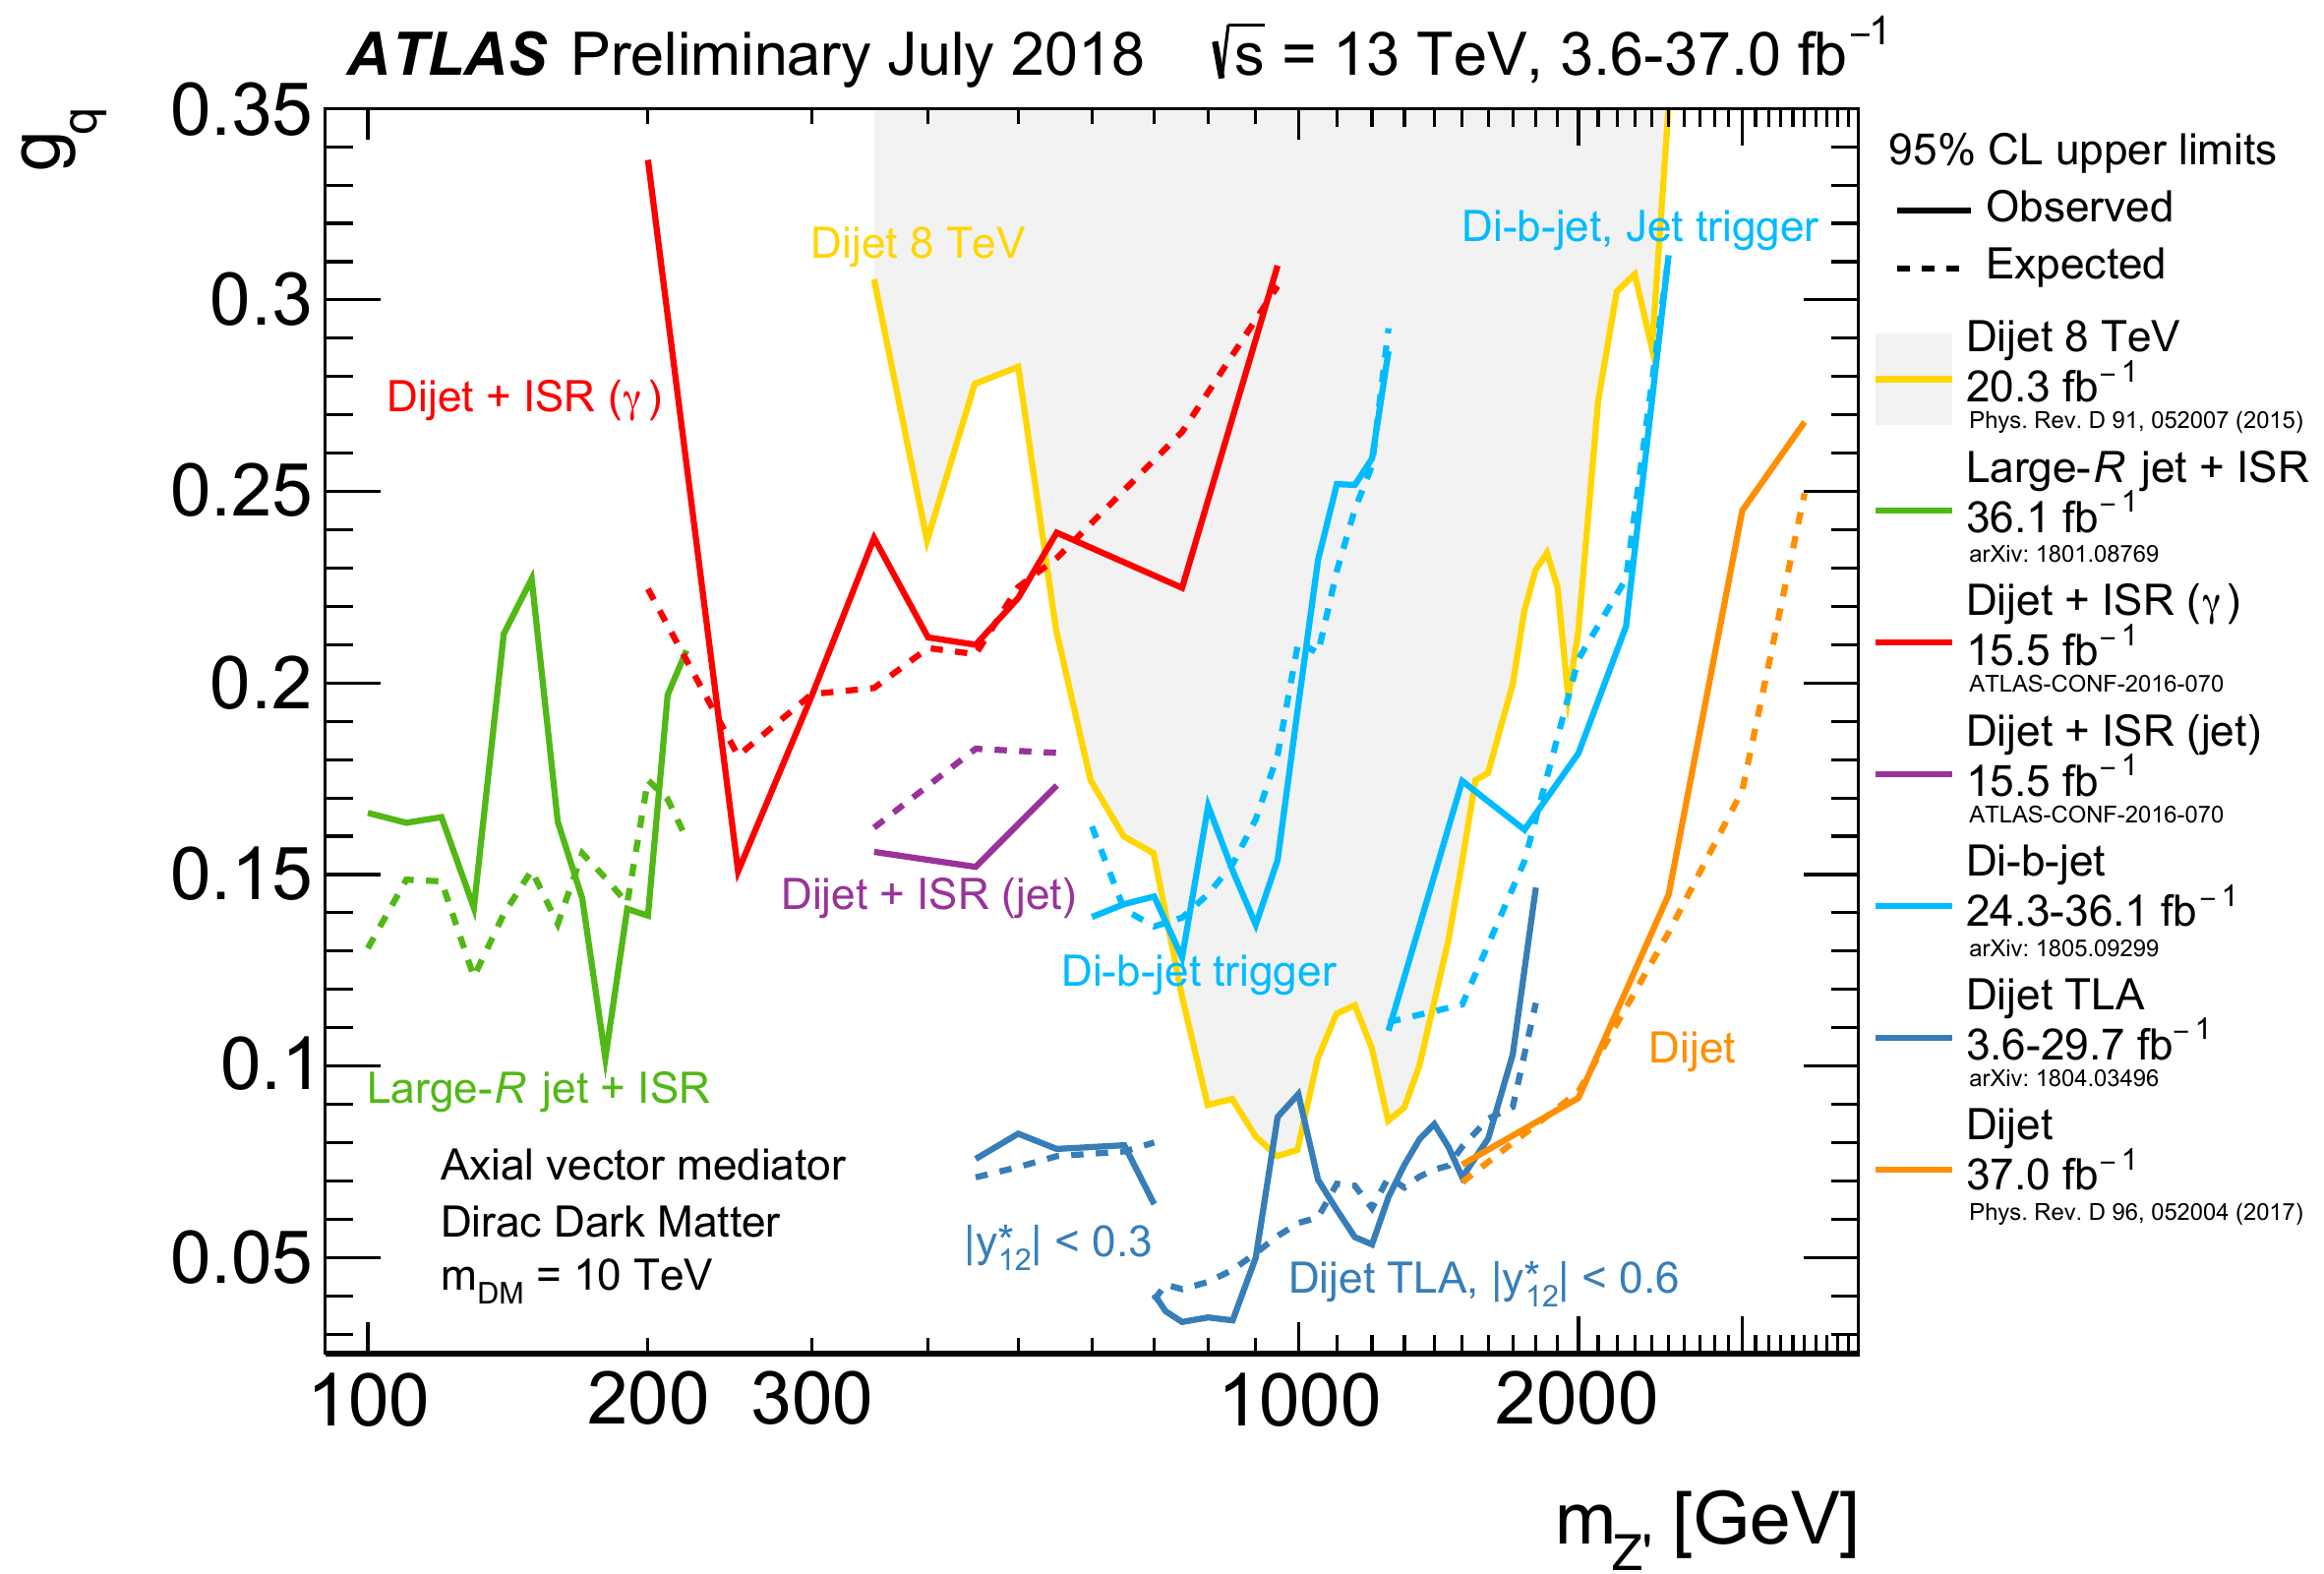 ATLAS Preliminary July 2018 √s = 13 TeV, 3.6-37.0 fb⁻¹
g_q
0.35
0.3
0.25
0.2
0.15
0.1
0.05
Dijet 8 TeV
Di-b-jet, Jet trigger
Dijet + ISR (γ)
Dijet + ISR (jet)
Di-b-jet trigger
Dijet
Large-R jet + ISR
Axial vector mediator
Dirac Dark Matter
m_DM = 10 TeV
|y*₁₂| < 0.3
Dijet TLA, |y*₁₂| < 0.6
100
200
300
1000
2000
m_Z' [GeV]
95% CL upper limits
Observed
Expected
Dijet 8 TeV
20.3 fb⁻¹
Phys. Rev. D 91, 052007 (2015)
Large-R jet + ISR
36.1 fb⁻¹
arXiv: 1801.08769
Dijet + ISR (γ)
15.5 fb⁻¹
ATLAS-CONF-2016-070
Dijet + ISR (jet)
15.5 fb⁻¹
ATLAS-CONF-2016-070
Di-b-jet
24.3-36.1 fb⁻¹
arXiv: 1805.09299
Dijet TLA
3.6-29.7 fb⁻¹
arXiv: 1804.03496
Dijet
37.0 fb⁻¹
Phys. Rev. D 96, 052004 (2017)